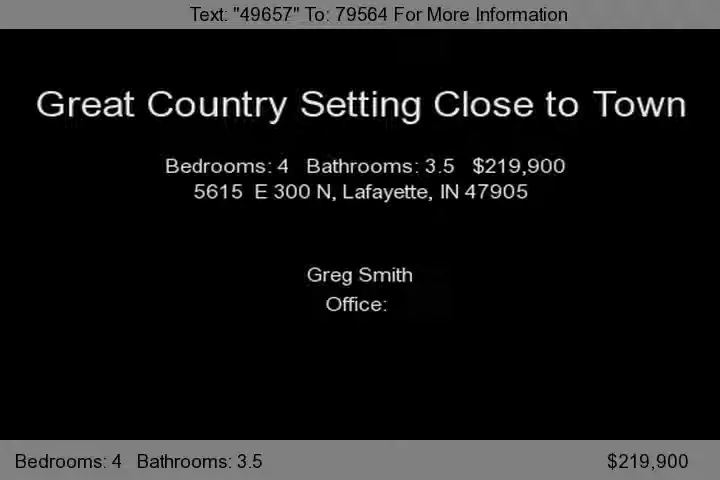 Text: "49657" To: 79564 For More Information
Great Country Setting Close to Town
Bedrooms: 4 Bathrooms: 3.5 $219,900
5615 E 300 N, Lafayette, IN 47905
Greg Smith
Office:
Bedrooms: 4 Bathrooms: 3.5 $219,900